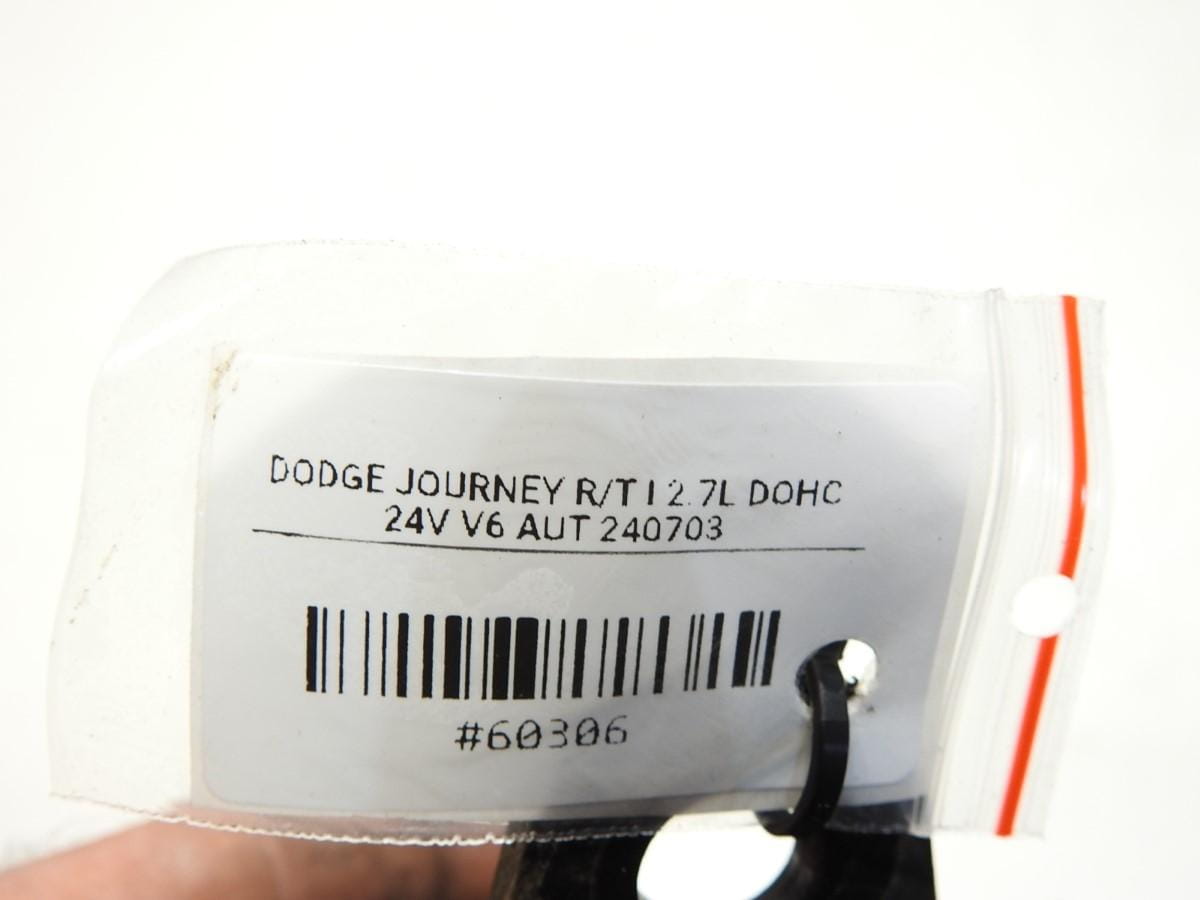 DODGE JOURNEY R/T I 2.7L DOHC
24V V6 AUT 240703
#60306